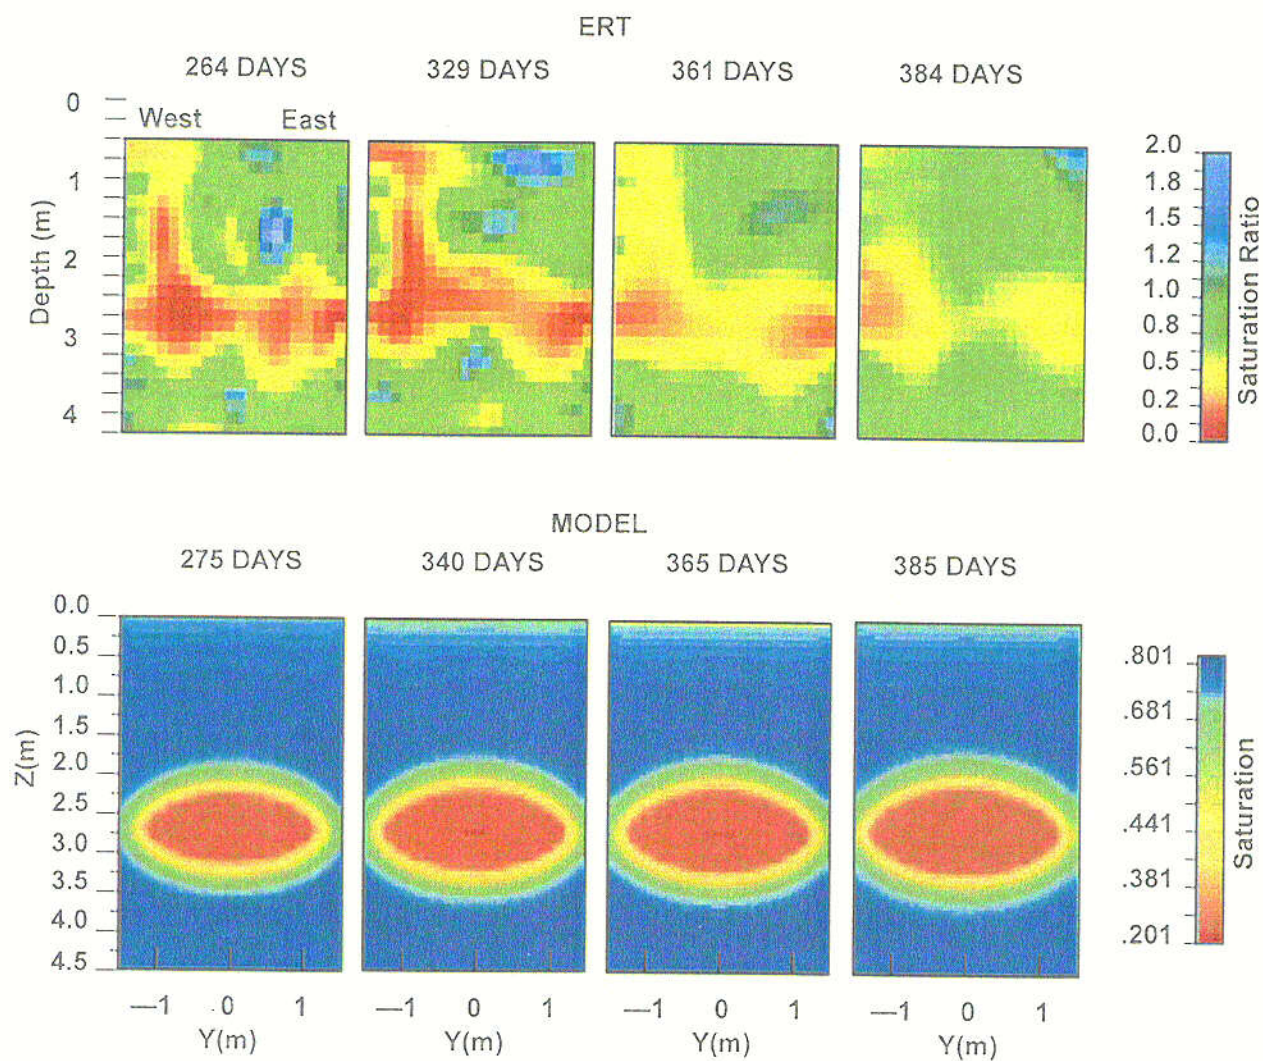 ERT
264 DAYS 329 DAYS 361 DAYS 384 DAYS
West East
Depth (m)
0
1
2
3
4
2.0
1.8
1.5
1.2
1.0
0.8
0.5
0.2
0.0
Saturation Ratio
MODEL
275 DAYS 340 DAYS 365 DAYS 385 DAYS
Z(m)
0.0
0.5
1.0
1.5
2.0
2.5
3.0
3.5
4.0
4.5
.801
.681
.561
.441
.381
.201
Saturation
—1 0 1 —1 0 1 —1 0 1 —1 0 1
Y(m) Y(m) Y(m) Y(m)